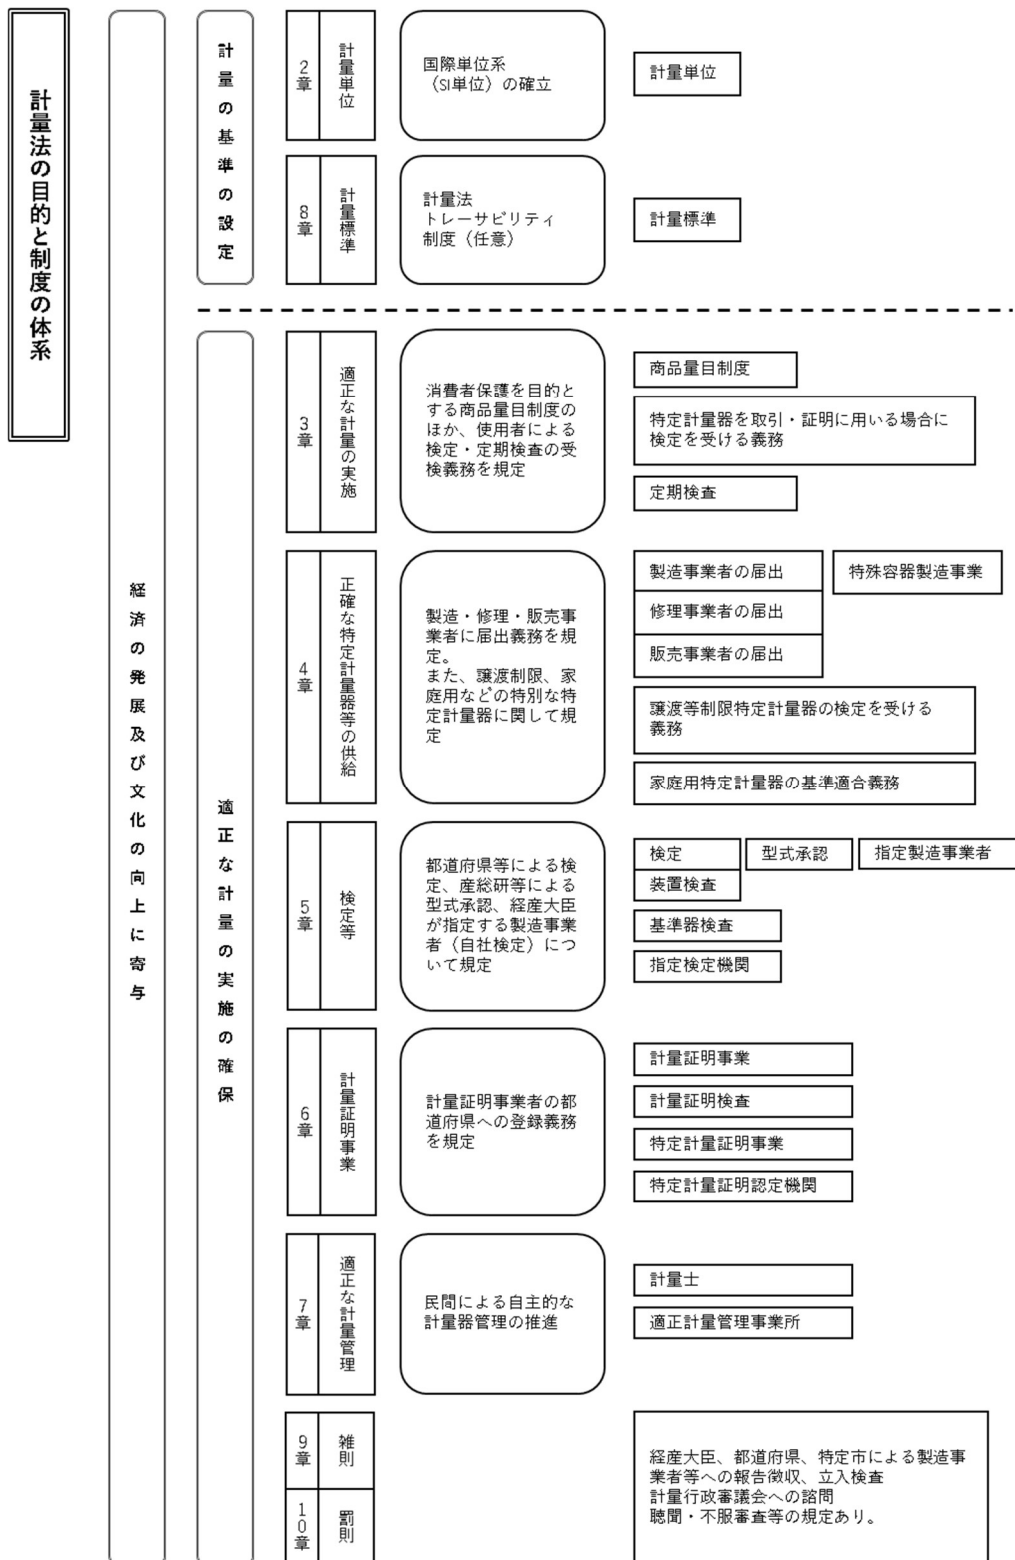 計量法の目的と制度の体系
経済の発展及び文化の向上に寄与
計量の基準の設定
2章
計量単位
国際単位系
（SI単位）の確立
計量単位
8章
計量標準
計量法
トレーサビリティ
制度（任意）
計量標準
適正な計量の実施の確保
3章
適正な計量の実施
消費者保護を目的と
する商品量目制度の
ほか、使用者による
検定・定期検査の受
検義務を規定
商品量目制度
特定計量器を取引・証明に用いる場合に
検定を受ける義務
定期検査
4章
正確な特定計量器等の供給
製造・修理・販売事
業者に届出義務を規
定。
また、譲渡制限、家
庭用などの特別な特
定計量器に関して規
定
製造事業者の届出
特殊容器製造事業
修理事業者の届出
販売事業者の届出
譲渡等制限特定計量器の検定を受ける
義務
家庭用特定計量器の基準適合義務
5章
検定等
都道府県等による検
定、産総研等による
型式承認、経産大臣
が指定する製造事業
者（自社検定）につ
いて規定
検定
型式承認
指定製造事業者
装置検査
基準器検査
指定検定機関
6章
計量証明事業
計量証明事業者の都
道府県への登録義務
を規定
計量証明事業
計量証明検査
特定計量証明事業
特定計量証明認定機関
7章
適正な計量管理
民間による自主的な
計量器管理の推進
計量士
適正計量管理事業所
9章
雑則
10章
罰則
経産大臣、都道府県、特定市による製造事
業者等への報告徴収、立入検査
計量行政審議会への諮問
聴聞・不服審査等の規定あり。